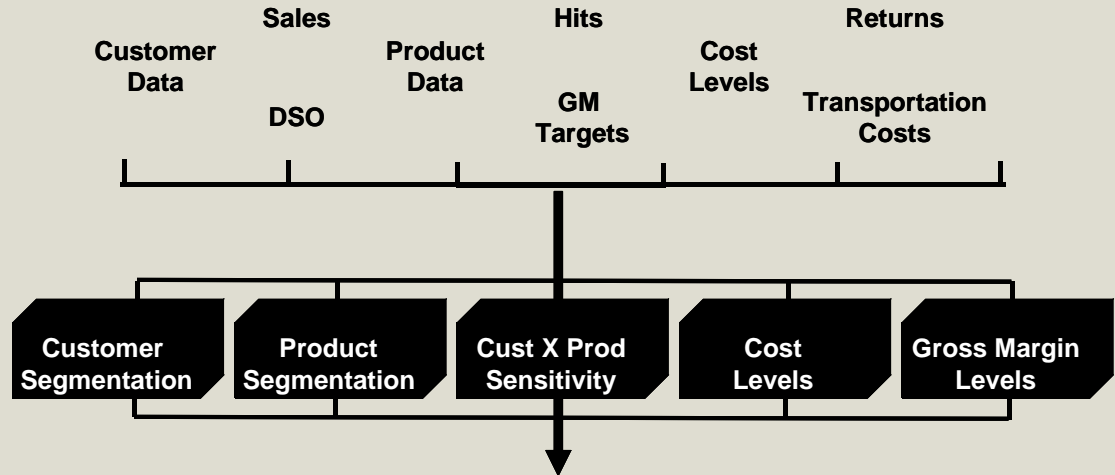 Sales
Hits
Returns
Customer
Data
Product
Data
Cost
Levels
DSO
GM
Targets
Transportation
Costs
Customer
Segmentation
Product
Segmentation
Cust X Prod
Sensitivity
Cost
Levels
Gross Margin
Levels